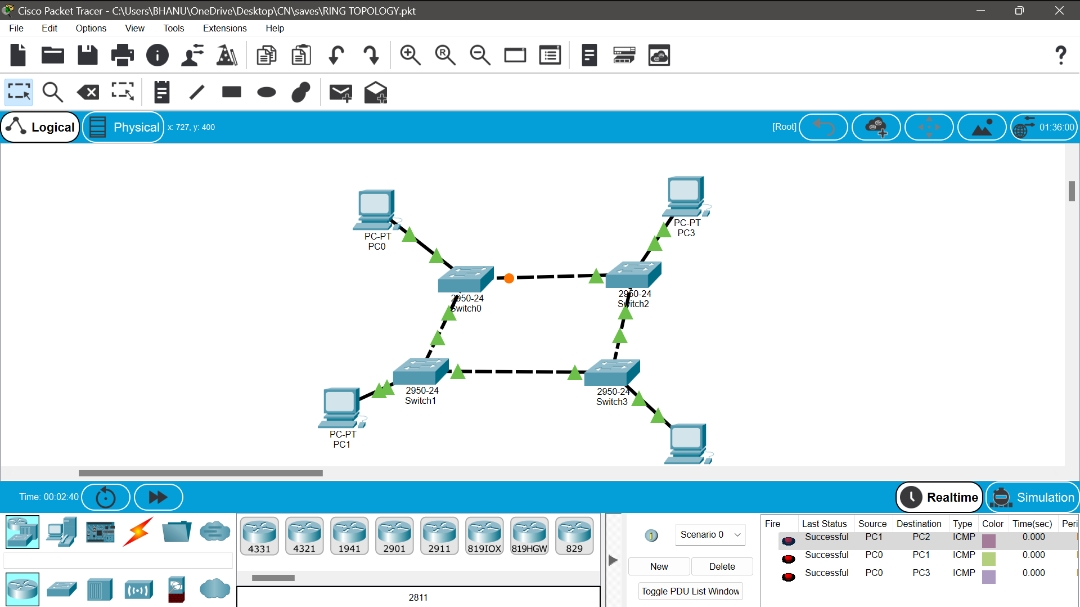 Cisco Packet Tracer - C:\Users\BHANU\OneDrive\Desktop\CN\saves\RING TOPOLOGY.pkt
File Edit Options View Tools Extensions Help
Logical Physical x: 727, y: 400 [Root] 01:36:00
PC-PT
PC0
PC-PT
PC3
2950-24
Switch0
2950-24
Switch2
2950-24
Switch1
2950-24
Switch3
PC-PT
PC1
Time: 00:02:40 Realtime Simulation
4331 4321 1941 2901 2911 819IOX 819HGW 829
2811
Scenario 0
New Delete
Toggle PDU List Window
Fire Last Status Source Destination Type Color Time(sec) Peri
Successful PC1 PC2 ICMP 0.000
Successful PC0 PC1 ICMP 0.000
Successful PC0 PC3 ICMP 0.000